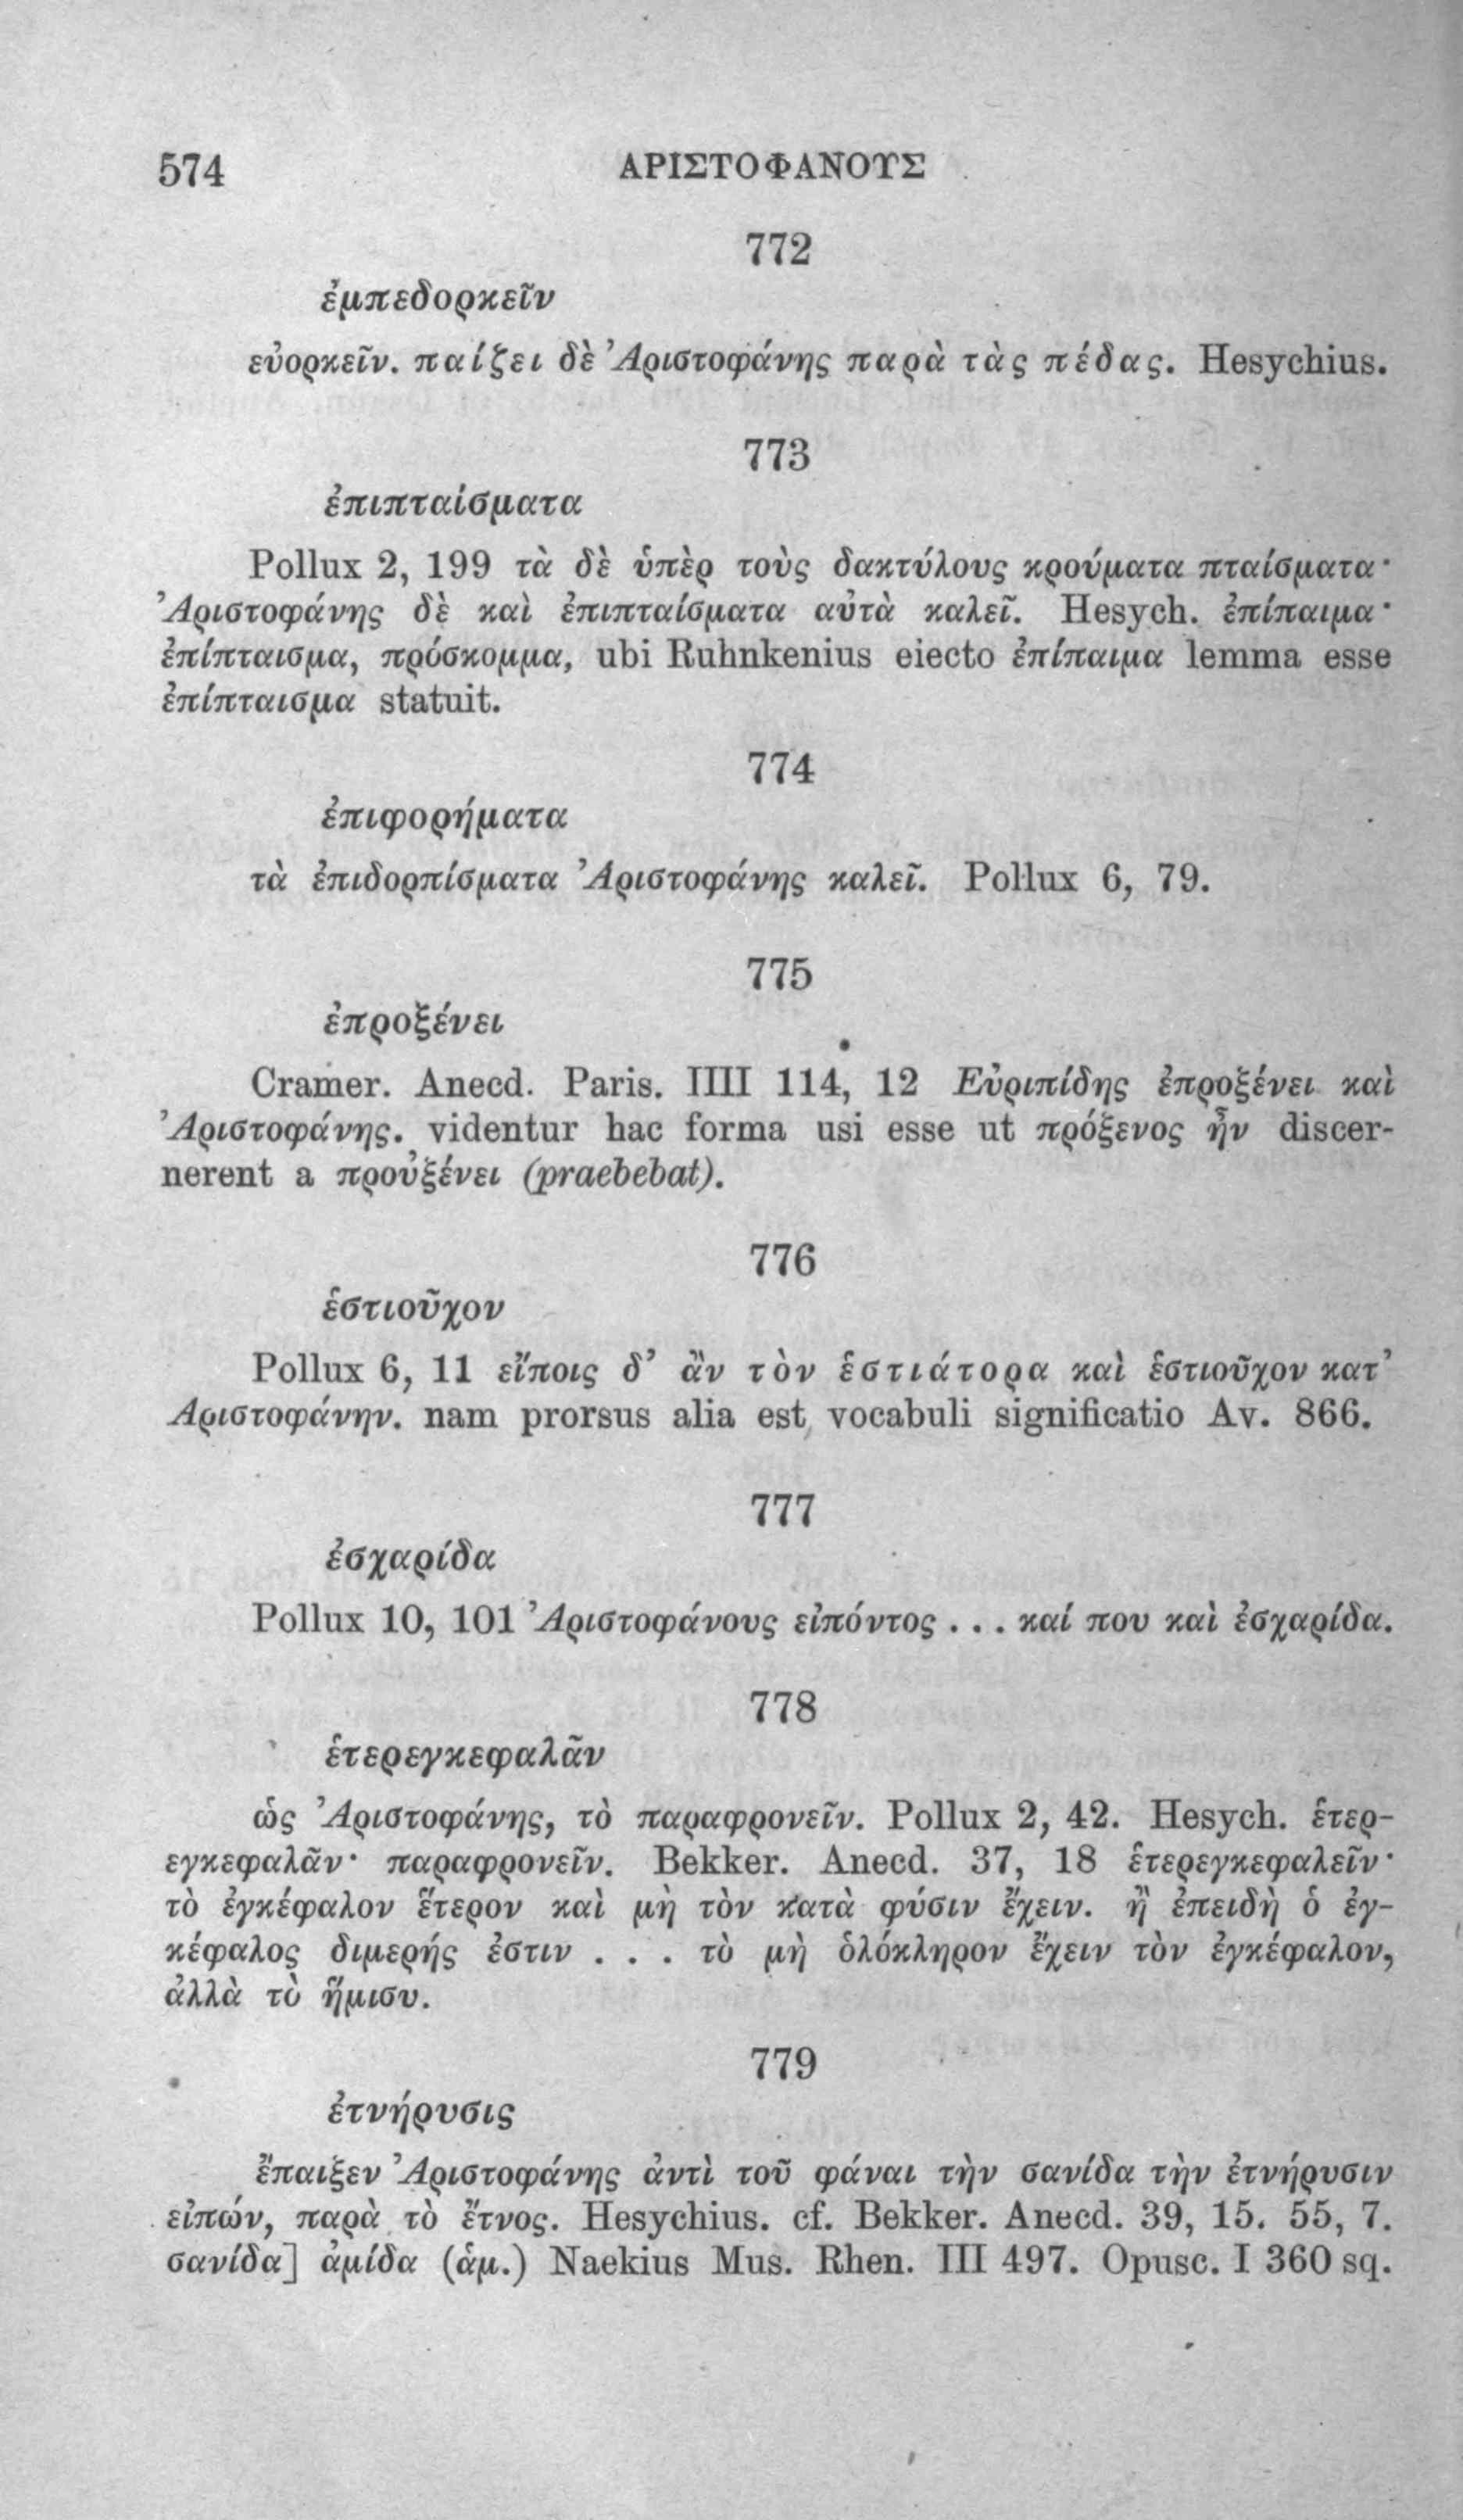 574 ΑΡΙΣΤΟΦΑΝΟΥΣ
772
ἐμπεδορκεῖν
εὐορκεῖν. παίζει δὲ Ἀριστοφάνης παρὰ τὰς πέδας. Hesychius.
773
ἐπιπταίσματα
Pollux 2, 199 τὰ δὲ ὑπὲρ τοὺς δακτύλους κρούματα πταίσματα·
Ἀριστοφάνης δὲ καὶ ἐπιπταίσματα αὐτὰ καλεῖ. Hesych. ἐπίπαιμα·
ἐπίπταισμα, πρόσκομμα, ubi Ruhnkenius eiecto ἐπίπαιμα lemma esse
ἐπίπταισμα statuit.
774
ἐπιφορήματα
τὰ ἐπιδορπίσματα Ἀριστοφάνης καλεῖ. Pollux 6, 79.
775
ἐπροξένει
Cramer. Anecd. Paris. IIII 114, 12 Εὐριπίδης ἐπροξένει καὶ
Ἀριστοφάνης. videntur hac forma usi esse ut πρόξενος ἦν discer-
nerent a προὐξένει (praebebat).
776
ἑστιοῦχον
Pollux 6, 11 εἴποις δ’ ἂν τὸν ἑστιάτορα καὶ ἑστιοῦχον κατ’
Ἀριστοφάνην. nam prorsus alia est vocabuli significatio Av. 866.
777
ἐσχαρίδα
Pollux 10, 101 Ἀριστοφάνους εἰπόντος . . . καί που καὶ ἐσχαρίδα.
778
ἑτερεγκεφαλᾶν
ὡς Ἀριστοφάνης, τὸ παραφρονεῖν. Pollux 2, 42. Hesych. ἑτερ-
εγκεφαλᾶν· παραφρονεῖν. Bekker. Anecd. 37, 18 ἑτερεγκεφαλεῖν·
τὸ ἐγκέφαλον ἕτερον καὶ μὴ τὸν κατὰ φύσιν ἔχειν. ἢ ἐπειδὴ ὁ ἐγ-
κέφαλος διμερής ἐστιν . . . τὸ μὴ ὁλόκληρον ἔχειν τὸν ἐγκέφαλον,
ἀλλὰ τὸ ἥμισυ.
779
ἐτνήρυσις
ἔπαιξεν Ἀριστοφάνης ἀντὶ τοῦ φάναι τὴν σανίδα τὴν ἐτνήρυσιν
εἰπών, παρὰ τὸ ἔτνος. Hesychius. cf. Bekker. Anecd. 39, 15. 55, 7.
σανίδα] ἀμίδα (ἁμ.) Naekius Mus. Rhen. III 497. Opusc. I 360 sq.